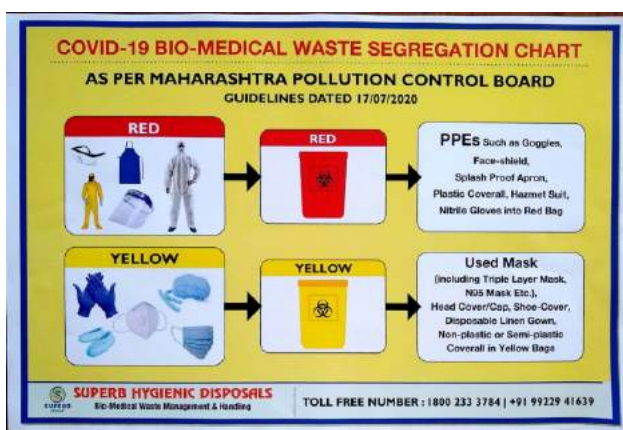 COVID-19 BIO-MEDICAL WASTE SEGREGATION CHART
AS PER MAHARASHTRA POLLUTION CONTROL BOARD
GUIDELINES DATED 17/07/2020
RED
RED
PPEs Such as Goggles,
Face-shield,
Splash Proof Apron,
Plastic Coverall, Hazmet Suit,
Nitrile Gloves into Red Bag
YELLOW
YELLOW
Used Mask
(including Triple Layer Mask,
N95 Mask Etc.),
Head Cover/Cap, Shoe-Cover,
Disposable Linen Gown,
Non-plastic or Semi-plastic
Coverall in Yellow Bags
SUPERB
SUPERB HYGIENIC DISPOSALS
Bio-Medical Waste Management & Handling
TOLL FREE NUMBER : 1800 233 3784 | +91 99229 41639